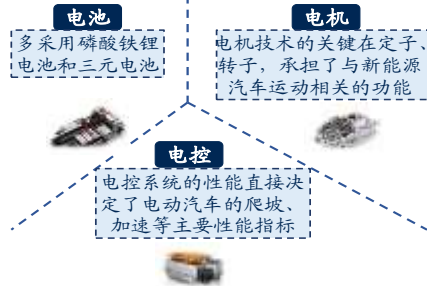 电池
多采用磷酸铁锂
电池和三元电池
电机
电机技术的关键在定子、
转子，承担了与新能源
汽车运动相关的功能
电控
电控系统的性能直接决
定了电动汽车的爬坡、
加速等主要性能指标